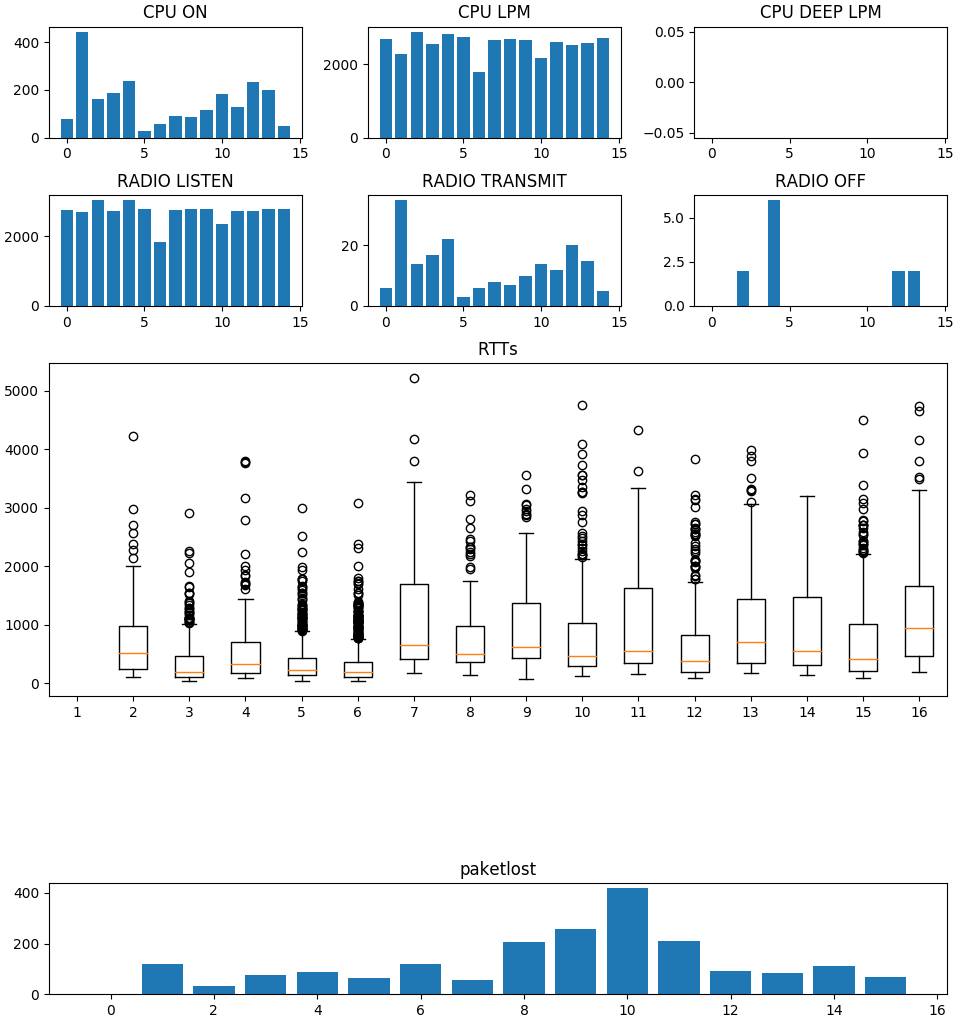 CPU ON CPU LPM CPU DEEP LPM
400 200 0
2000 0
0.05 0.00 −0.05
0 5 10 15 0 5 10 15 0 5 10 15
RADIO LISTEN RADIO TRANSMIT RADIO OFF
2000 0
20 0
5.0 2.5 0.0
0 5 10 15 0 5 10 15 0 5 10 15
RTTs
5000
4000
3000
2000
1000
0
1 2 3 4 5 6 7 8 9 10 11 12 13 14 15 16
paketlost
400
200
0
0 2 4 6 8 10 12 14 16